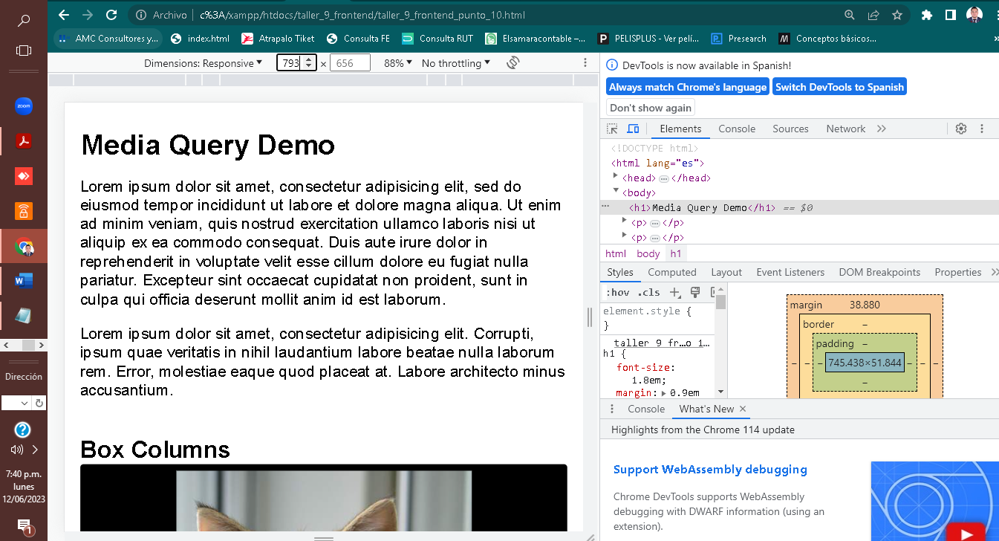 Archivo
c%3A/xampp/htdocs/taller_9_frontend/taller_9_frontend_punto_10.html
AMC Consultores y...
index.html
Atrapalo Tiket
Consulta FE
Consulta RUT
Elsamaracontable –...
PELISPLUS - Ver pelí...
Presearch
Conceptos básicos...
»
zoom
Dirección
7:40 p.m.
lunes
12/06/2023
1
Dimensions: Responsive
793 × 656
88%
No throttling
Media Query Demo
Lorem ipsum dolor sit amet, consectetur adipisicing elit, sed do
eiusmod tempor incididunt ut labore et dolore magna aliqua. Ut enim
ad minim veniam, quis nostrud exercitation ullamco laboris nisi ut
aliquip ex ea commodo consequat. Duis aute irure dolor in
reprehenderit in voluptate velit esse cillum dolore eu fugiat nulla
pariatur. Excepteur sint occaecat cupidatat non proident, sunt in
culpa qui officia deserunt mollit anim id est laborum.
Lorem ipsum dolor sit amet, consectetur adipisicing elit. Corrupti,
ipsum quae veritatis in nihil laudantium labore beatae nulla laborum
rem. Error, molestiae eaque quod placeat at. Labore architecto minus
accusantium.
Box Columns
DevTools is now available in Spanish!
Always match Chrome's language
Switch DevTools to Spanish
Don't show again
Elements
Console
Sources
Network
»
<!DOCTYPE html>
<html lang="es">
<head>…</head>
<body>
<h1>Media Query Demo</h1> == $0
<p>…</p>
<p>…</p>
html body h1
Styles
Computed
Layout
Event Listeners
DOM Breakpoints
Properties
»
:hov .cls
element.style {
}
taller_9_fr…o_1…
h1 {
font-size:
1.8em;
margin: ▶ 0.9em
margin 38.880
border –
padding –
– – – 745.438×51.844 – – –
–
Console
What's New ×
Highlights from the Chrome 114 update
Support WebAssembly debugging
Chrome DevTools supports WebAssembly
debugging with DWARF information (using an
extension).